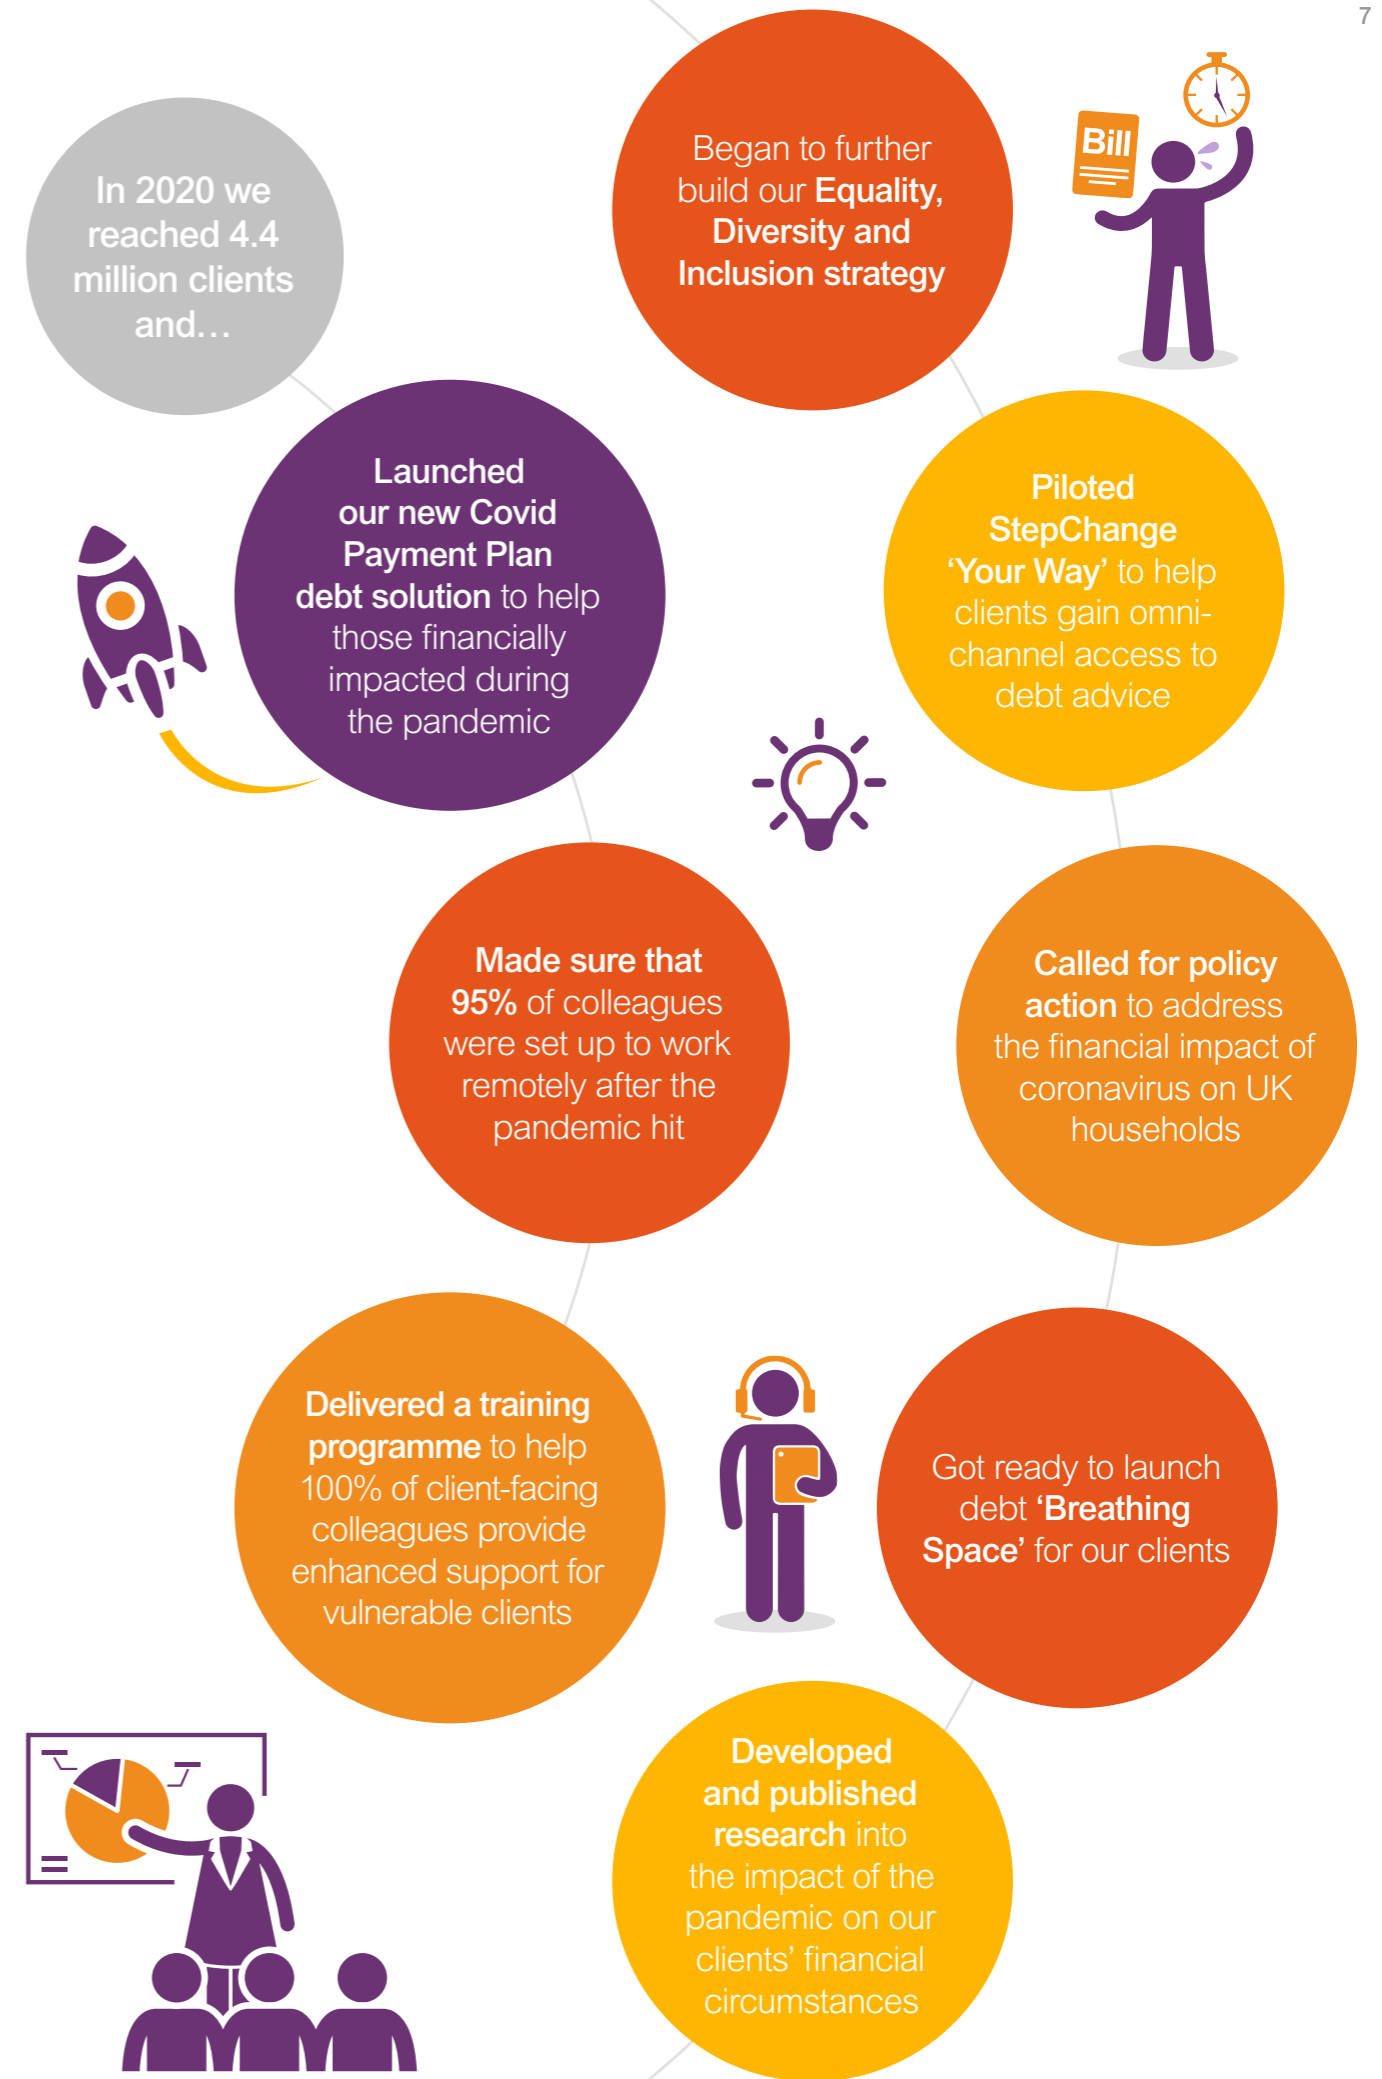 7
In 2020 we
reached 4.4
million clients
and…
Launched
our new Covid
Payment Plan
debt solution to help
those financially
impacted during
the pandemic
Made sure that
95% of colleagues
were set up to work
remotely after the
pandemic hit
Delivered a training
programme to help
100% of client-facing
colleagues provide
enhanced support for
vulnerable clients
Began to further
build our Equality,
Diversity and
Inclusion strategy
Bill
Piloted
StepChange
‘Your Way’ to help
clients gain omni-
channel access to
debt advice
Called for policy
action to address
the financial impact of
coronavirus on UK
households
Got ready to launch
debt ‘Breathing
Space’ for our clients
Developed
and published
research into
the impact of the
pandemic on our
clients’ financial
circumstances